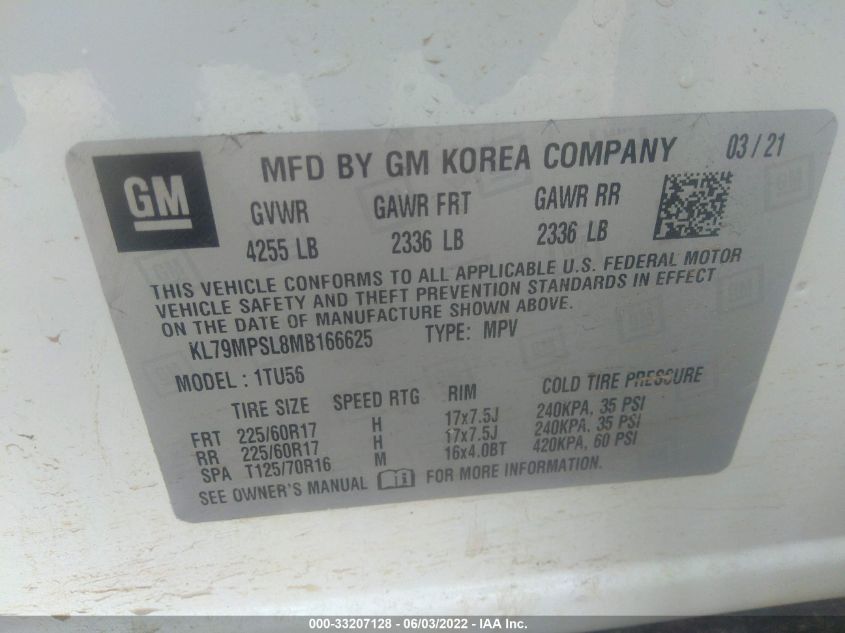 GM
MFD BY GM KOREA COMPANY 03/21
GVWR GAWR FRT GAWR RR
4255 LB 2336 LB 2336 LB
THIS VEHICLE CONFORMS TO ALL APPLICABLE U.S. FEDERAL MOTOR
VEHICLE SAFETY AND THEFT PREVENTION STANDARDS IN EFFECT
ON THE DATE OF MANUFACTURE SHOWN ABOVE.
KL79MPSL8MB166625 TYPE: MPV
MODEL : 1TU56
TIRE SIZE SPEED RTG RIM COLD TIRE PRESSURE
FRT 225/60R17 H 17x7.5J 240KPA, 35 PSI
RR 225/60R17 H 17x7.5J 240KPA, 35 PSI
SPA T125/70R16 M 16x4.0BT 420KPA, 60 PSI
SEE OWNER'S MANUAL FOR MORE INFORMATION.
000-33207128 - 06/03/2022 - IAA Inc.